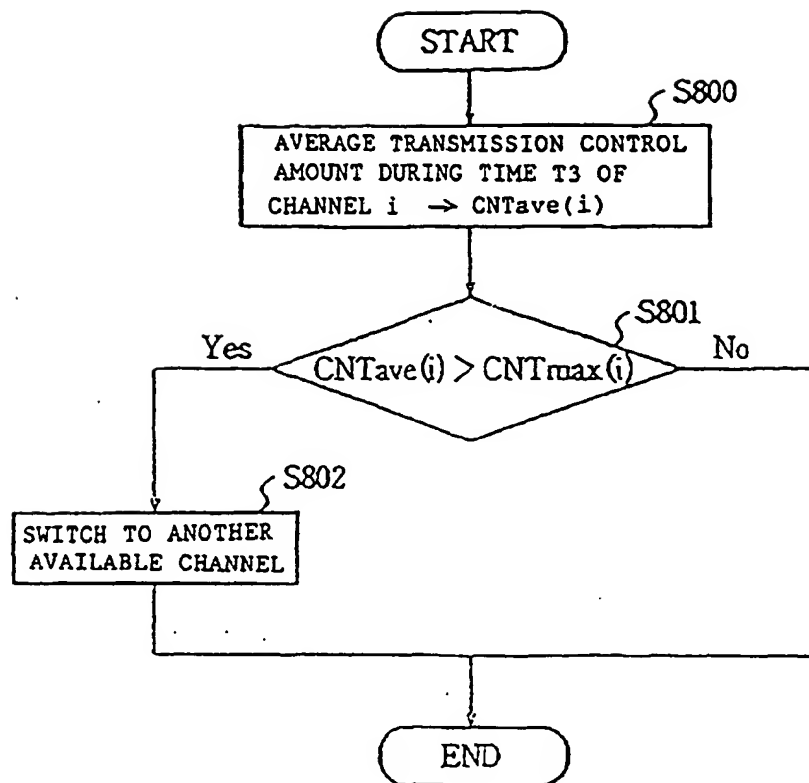 START
S800
AVERAGE TRANSMISSION CONTROL
AMOUNT DURING TIME T3 OF
CHANNEL i → CNTave(i)
S801
Yes
CNTave(i) > CNTmax(i)
No
S802
SWITCH TO ANOTHER
AVAILABLE CHANNEL
END